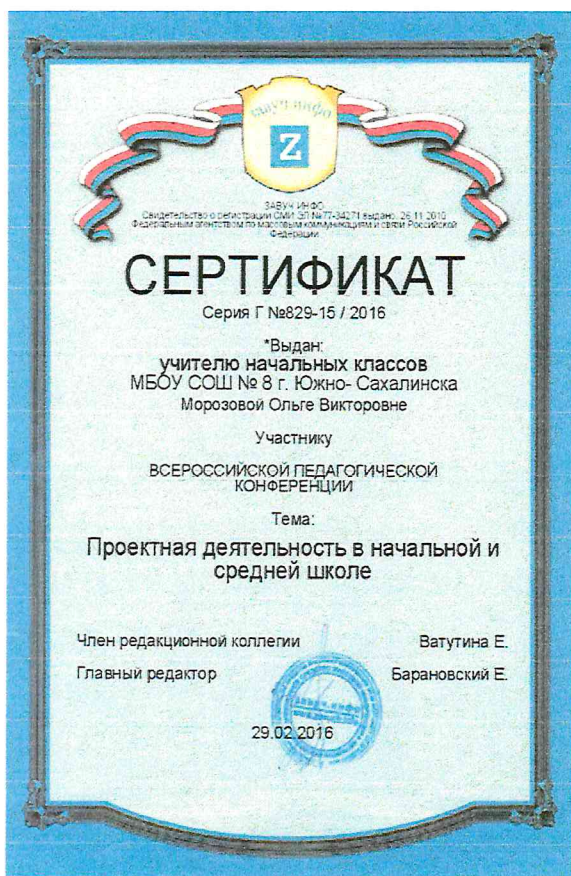 завуч инфо
Z
ЗАВУЧ ИНФО
Свидетельство о регистрации СМИ ЭЛ №77-34271 выдано: 26.11.2010
Федеральным агентством по массовым коммуникациям и связи Российской
Федерации
СЕРТИФИКАТ
Серия Г №829-15 / 2016
*Выдан:
учителю начальных классов
МБОУ СОШ № 8 г. Южно- Сахалинска
Морозовой Ольге Викторовне
Участнику
ВСЕРОССИЙСКОЙ ПЕДАГОГИЧЕСКОЙ
КОНФЕРЕНЦИИ
Тема:
Проектная деятельность в начальной и
средней школе
Член редакционной коллегии Ватутина Е.
Главный редактор Барановский Е.
29.02.2016